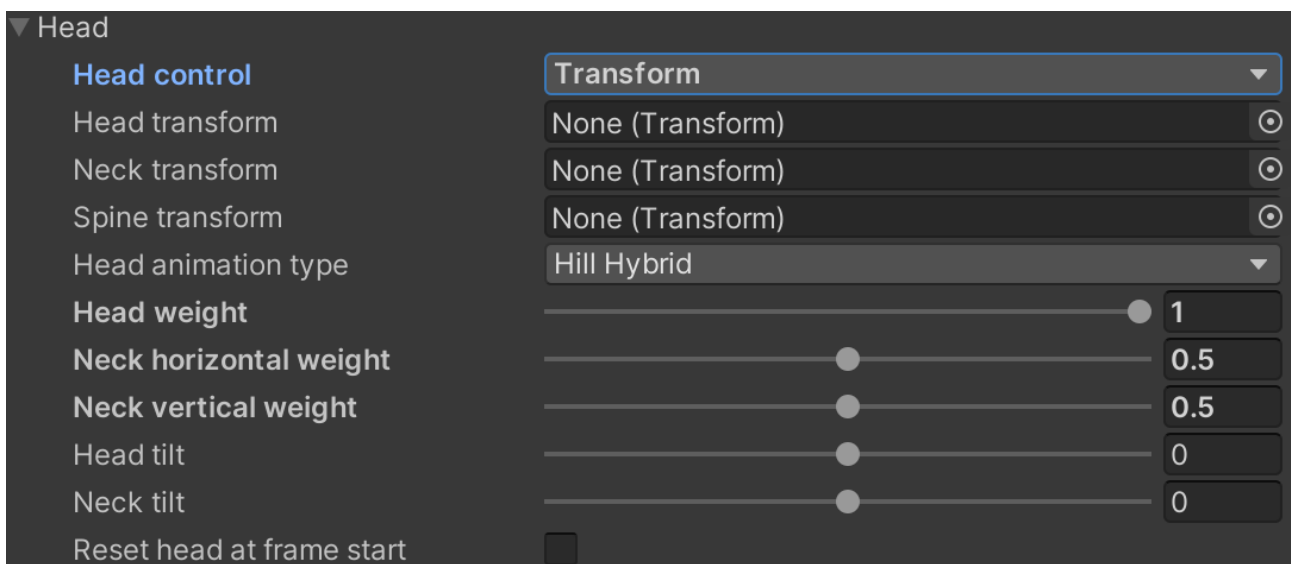 Head
Head control Transform
Head transform None (Transform)
Neck transform None (Transform)
Spine transform None (Transform)
Head animation type Hill Hybrid
Head weight 1
Neck horizontal weight 0.5
Neck vertical weight 0.5
Head tilt 0
Neck tilt 0
Reset head at frame start